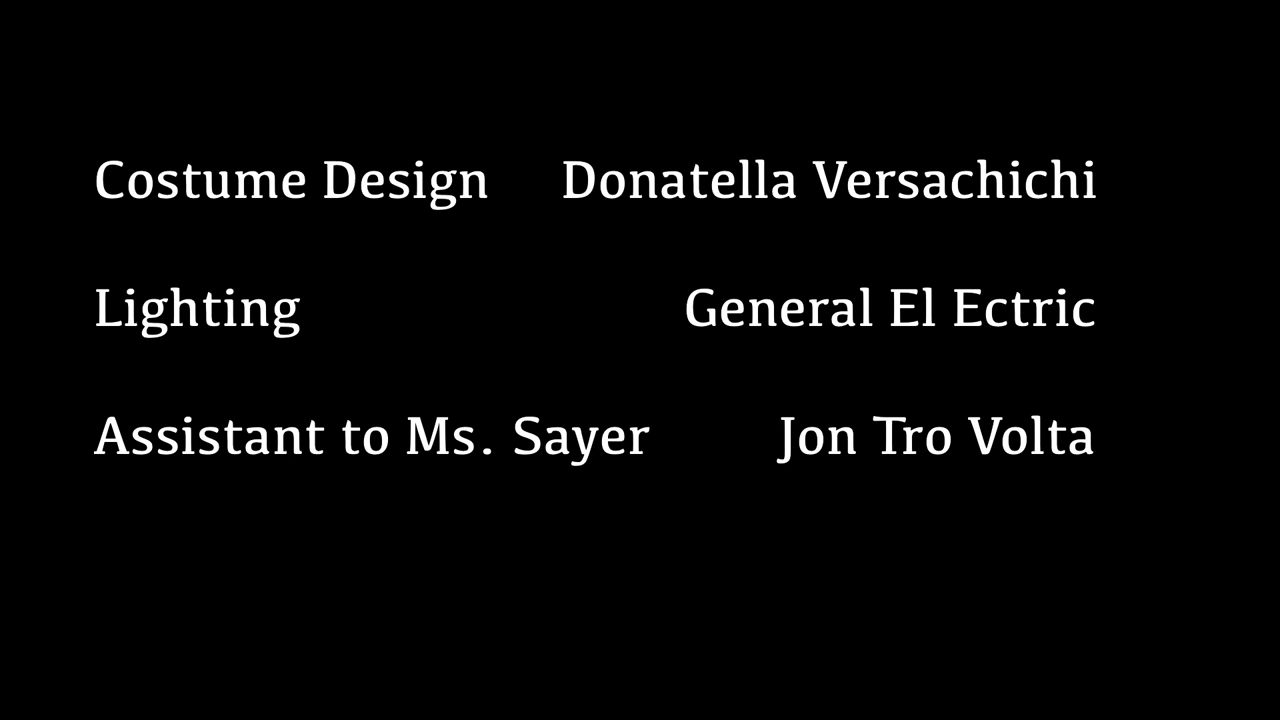 Costume Design Donatella Versachichi
Lighting General El Ectric
Assistant to Ms. Sayer Jon Tro Volta